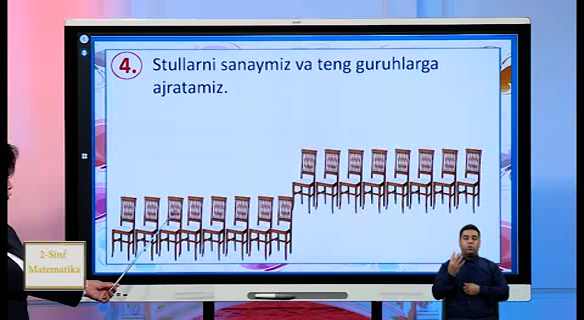 4. Stullarni sanaymiz va teng guruhlarga
ajratamiz.
2-Sinf
Matematika